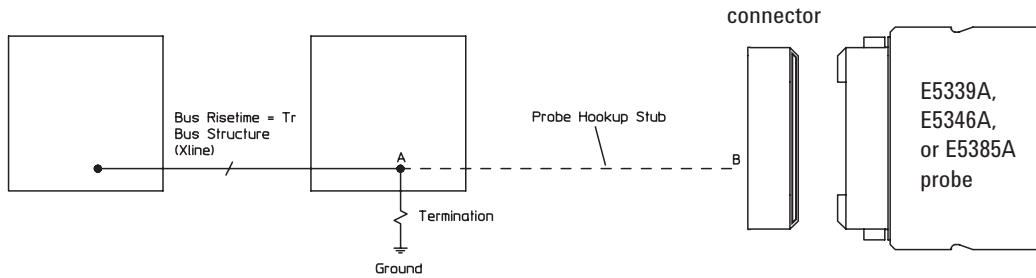 connector
Bus Risetime = Tr
Bus Structure
(Xline)
A
Probe Hookup Stub
B
E5339A,
E5346A,
or E5385A
probe
Termination
Ground